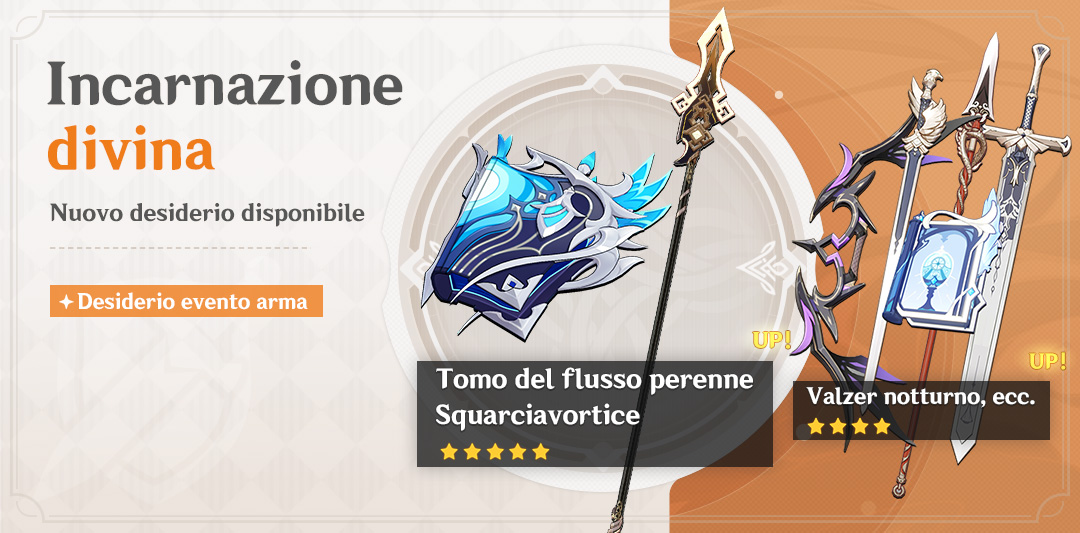 Incarnazione
divina
Nuovo desiderio disponibile
Desiderio evento arma
UP!
Tomo del flusso perenne
Squarciavortice
UP!
Valzer notturno, ecc.